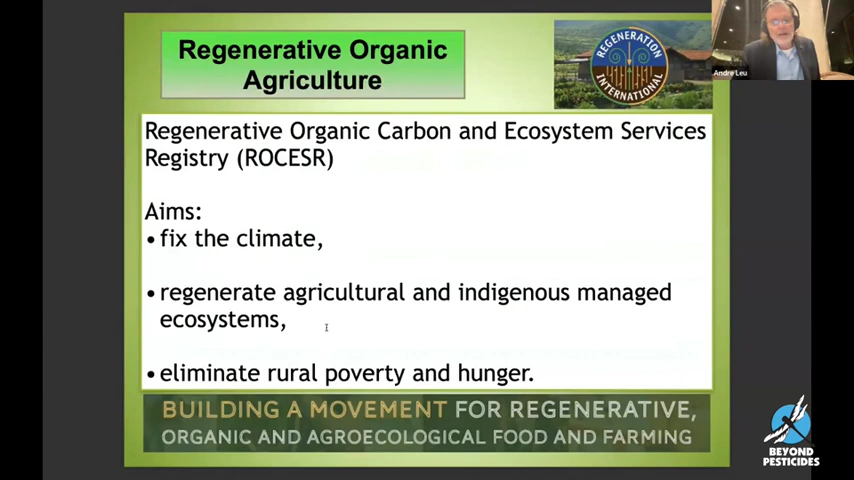 Regenerative Organic
Agriculture
REGENERATION
INTERNATIONAL
Andre Leu
Regenerative Organic Carbon and Ecosystem Services
Registry (ROCESR)
Aims:
•fix the climate,
•regenerate agricultural and indigenous managed
ecosystems,
•eliminate rural poverty and hunger.
BUILDING A MOVEMENT FOR REGENERATIVE,
ORGANIC AND AGROECOLOGICAL FOOD AND FARMING
BEYOND
PESTICIDES